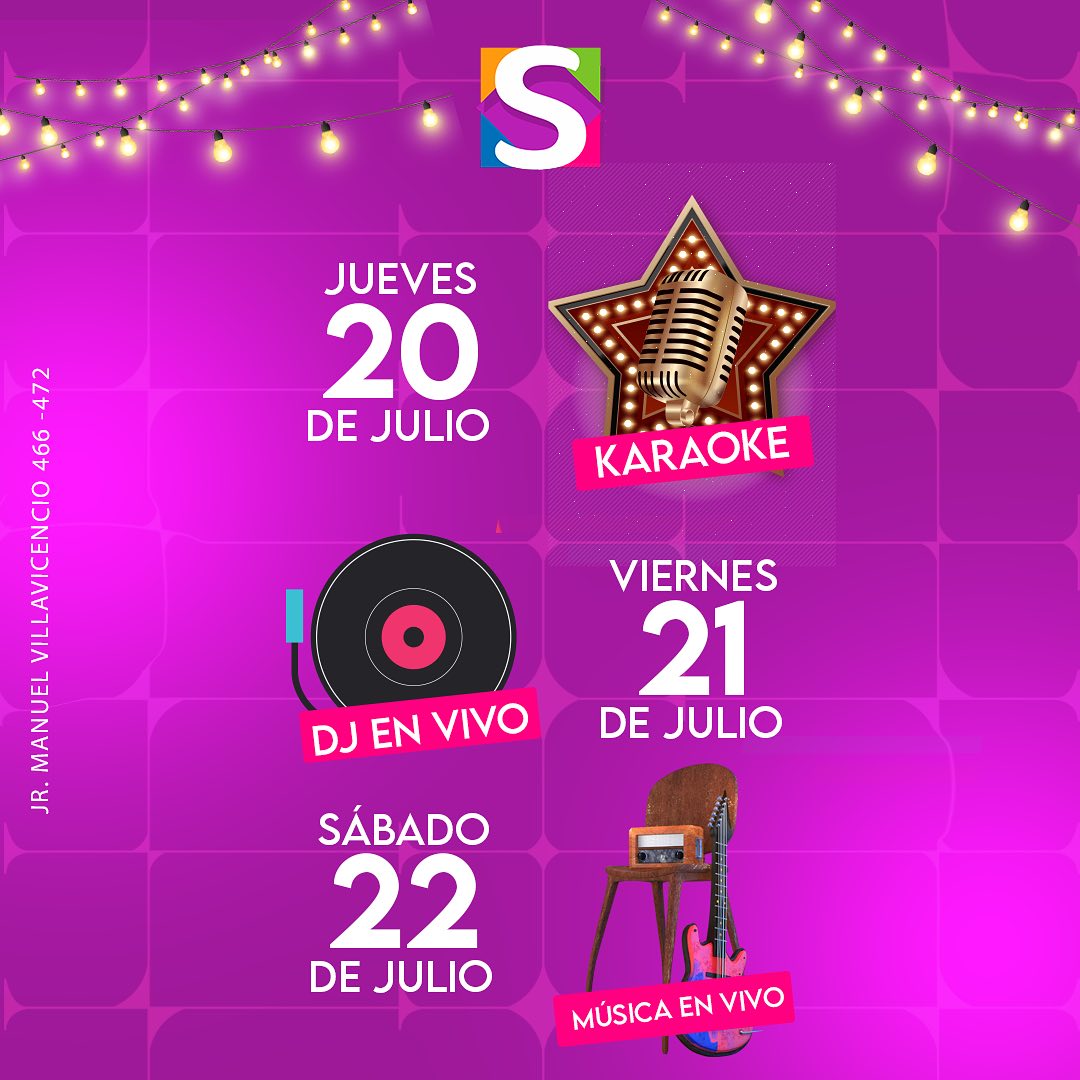 S
JUEVES
20
DE JULIO
KARAOKE
DJ EN VIVO
VIERNES
21
DE JULIO
SÁBADO
22
DE JULIO
MÚSICA EN VIVO
JR. MANUEL VILLAVICENCIO 466 -472